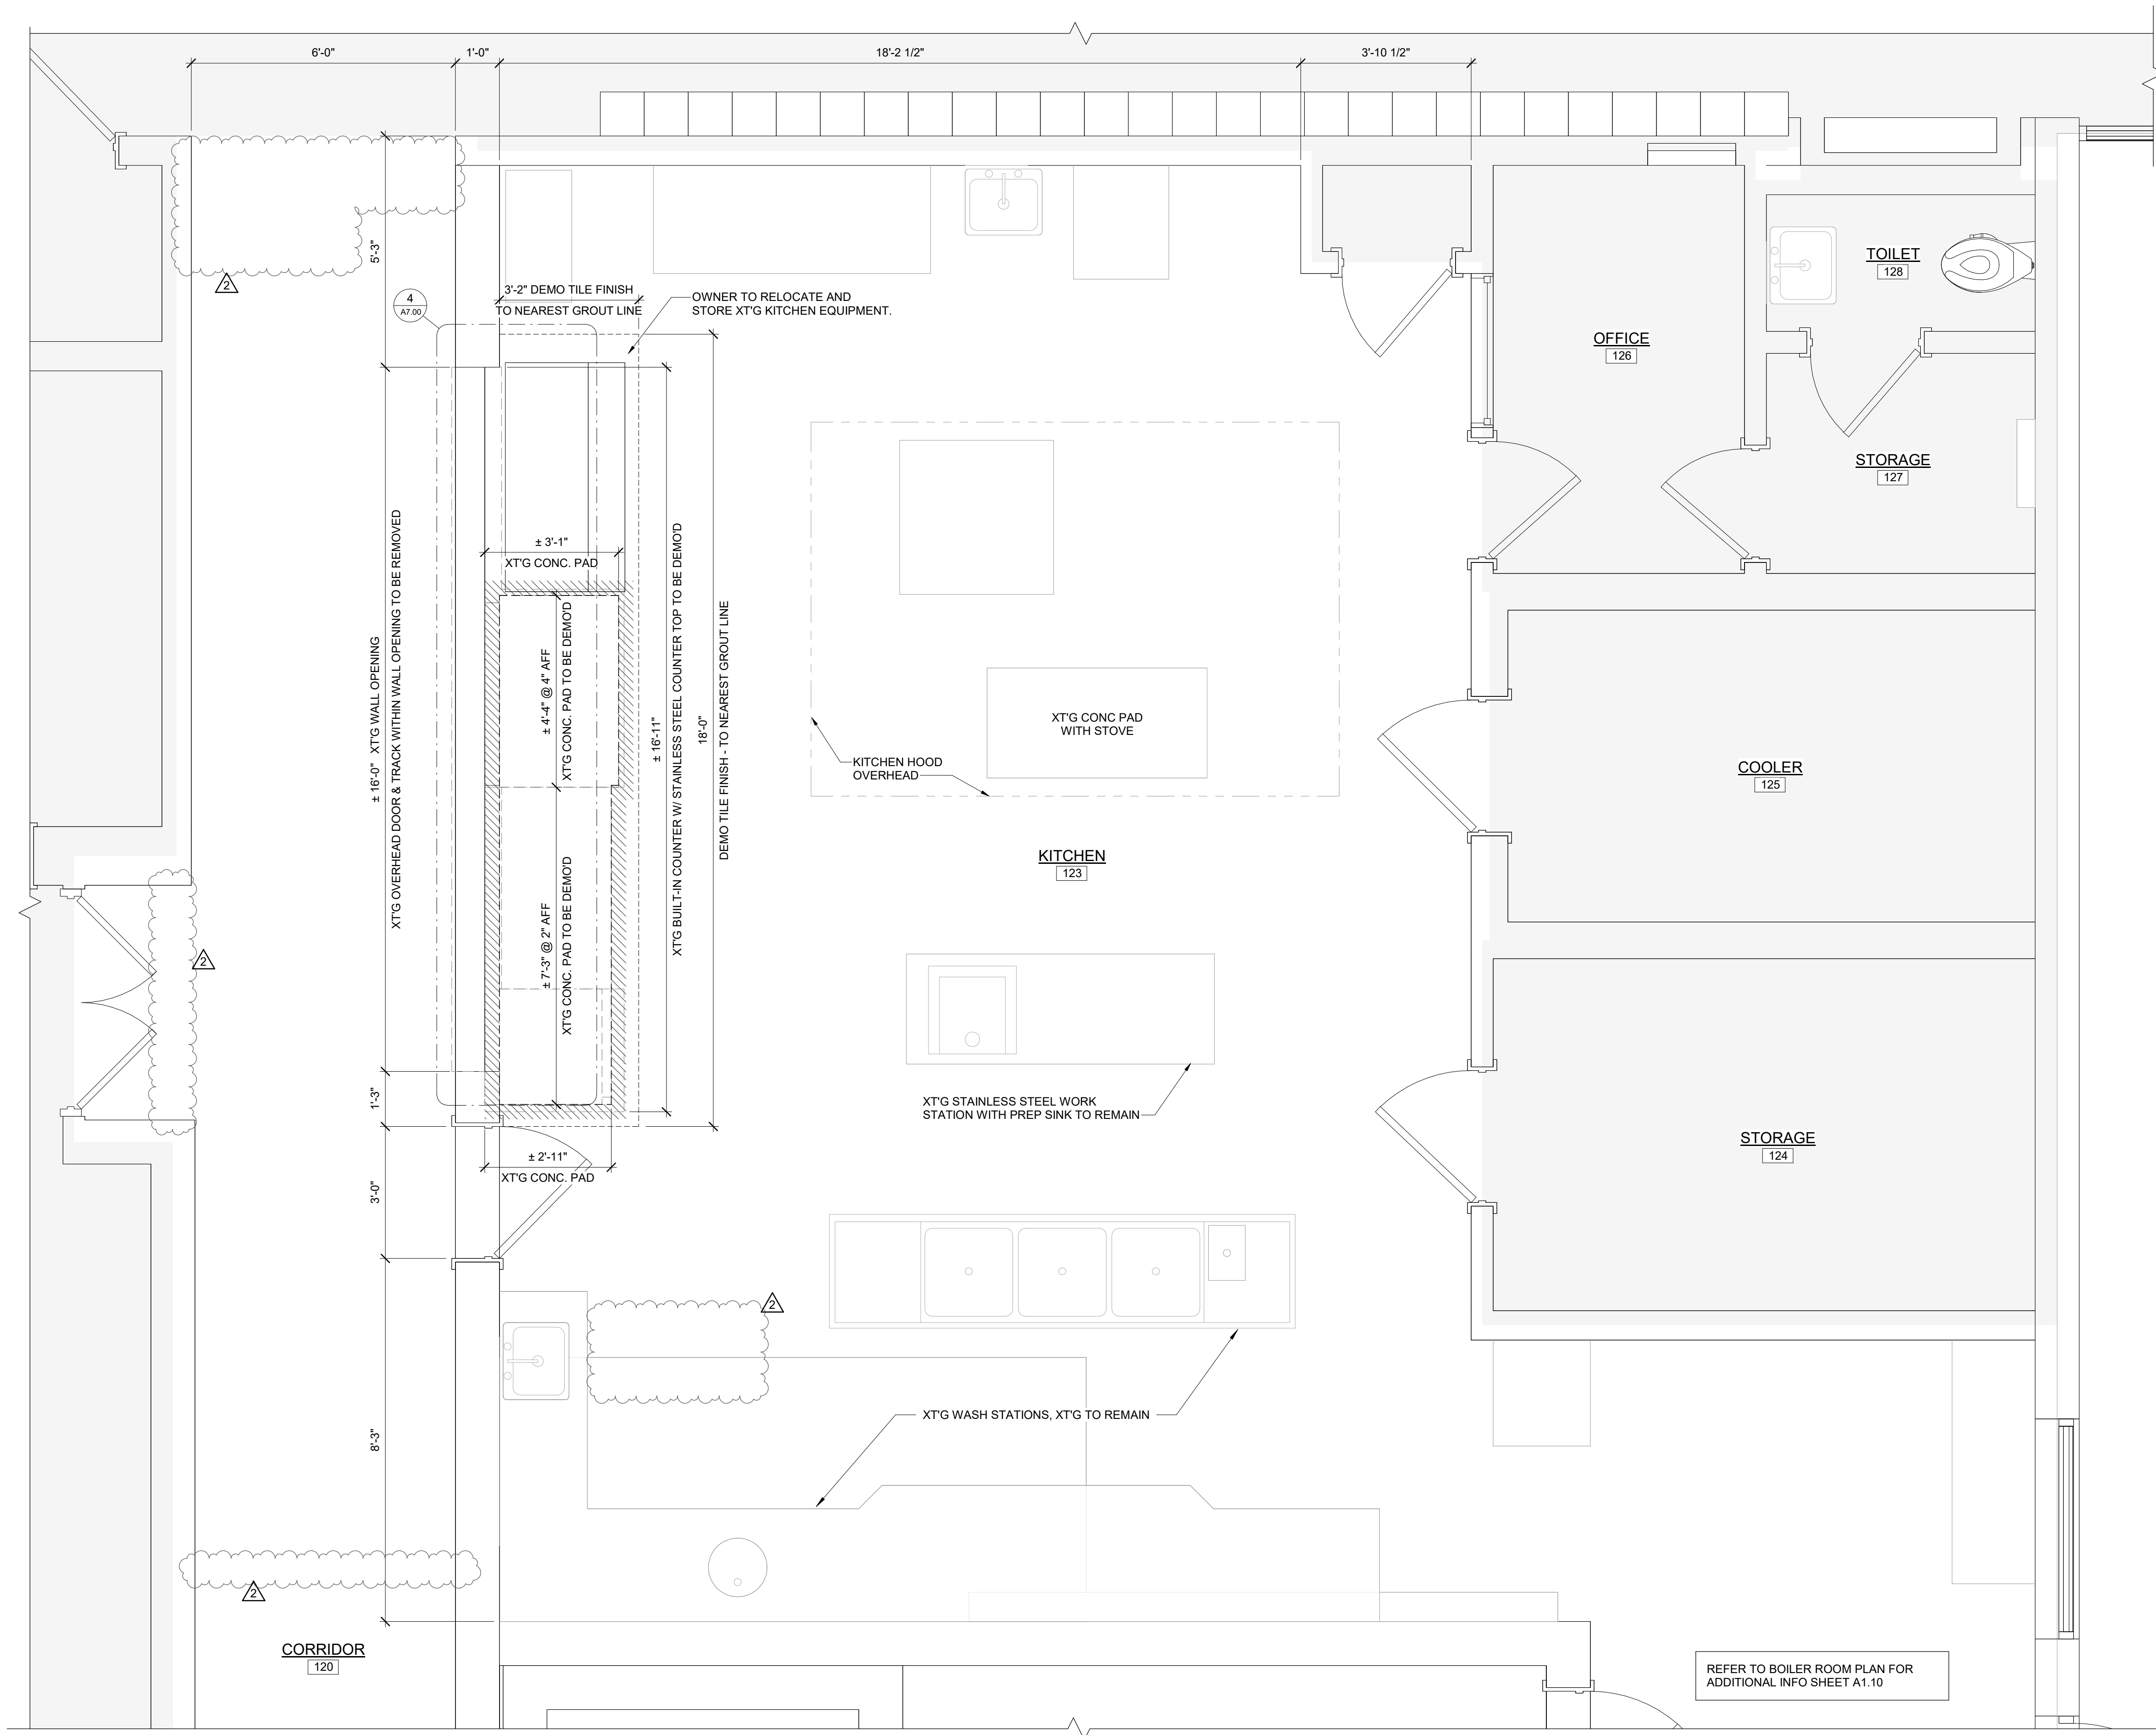 6'-0"
1'-0"
18'-2 1/2"
3'-10 1/2"
5'-3"
2
4
A7.00
3'-2" DEMO TILE FINISH
TO NEAREST GROUT LINE
OWNER TO RELOCATE AND
STORE XT'G KITCHEN EQUIPMENT.
TOILET
128
OFFICE
126
STORAGE
127
± 16'-0" XT'G WALL OPENING
XT'G OVERHEAD DOOR & TRACK WITHIN WALL OPENING TO BE REMOVED
± 3'-1"
XT'G CONC. PAD
± 4'-4" @ 4" AFF
XT'G CONC. PAD TO BE DEMO'D
± 7'-3" @ 2" AFF
XT'G CONC. PAD TO BE DEMO'D
± 16'-11"
XT'G BUILT-IN COUNTER W/ STAINLESS STEEL COUNTER TOP TO BE DEMO'D
18'-0"
DEMO TILE FINISH - TO NEAREST GROUT LINE
XT'G CONC PAD
WITH STOVE
KITCHEN HOOD
OVERHEAD
COOLER
125
KITCHEN
123
2
XT'G STAINLESS STEEL WORK
STATION WITH PREP SINK TO REMAIN
1'-3"
STORAGE
124
± 2'-11"
XT'G CONC. PAD
3'-0"
2
8'-3"
XT'G WASH STATIONS, XT'G TO REMAIN
2
CORRIDOR
120
REFER TO BOILER ROOM PLAN FOR
ADDITIONAL INFO SHEET A1.10